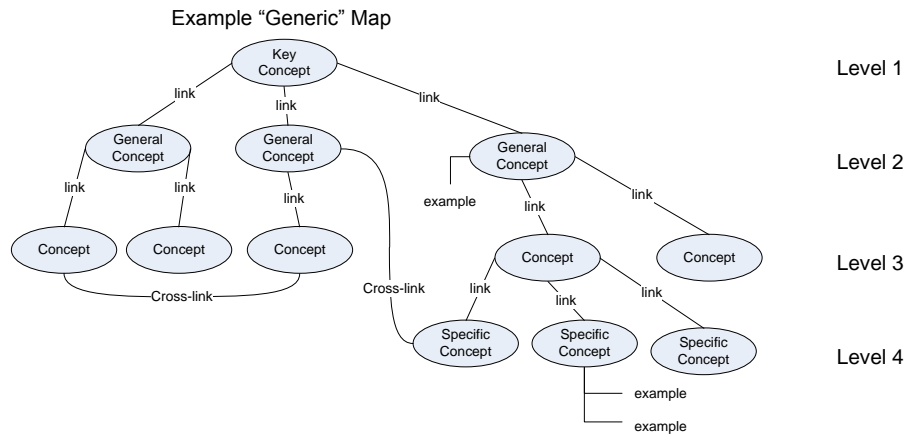 Example “Generic” Map
Key
Concept
Level 1
link
link
link
General
Concept
General
Concept
General
Concept
Level 2
link
link
link
example
link
link
Concept
Concept
Concept
Concept
Concept
Level 3
Cross-link
Cross-link
link
link
link
Specific
Concept
Specific
Concept
Specific
Concept
Level 4
example
example